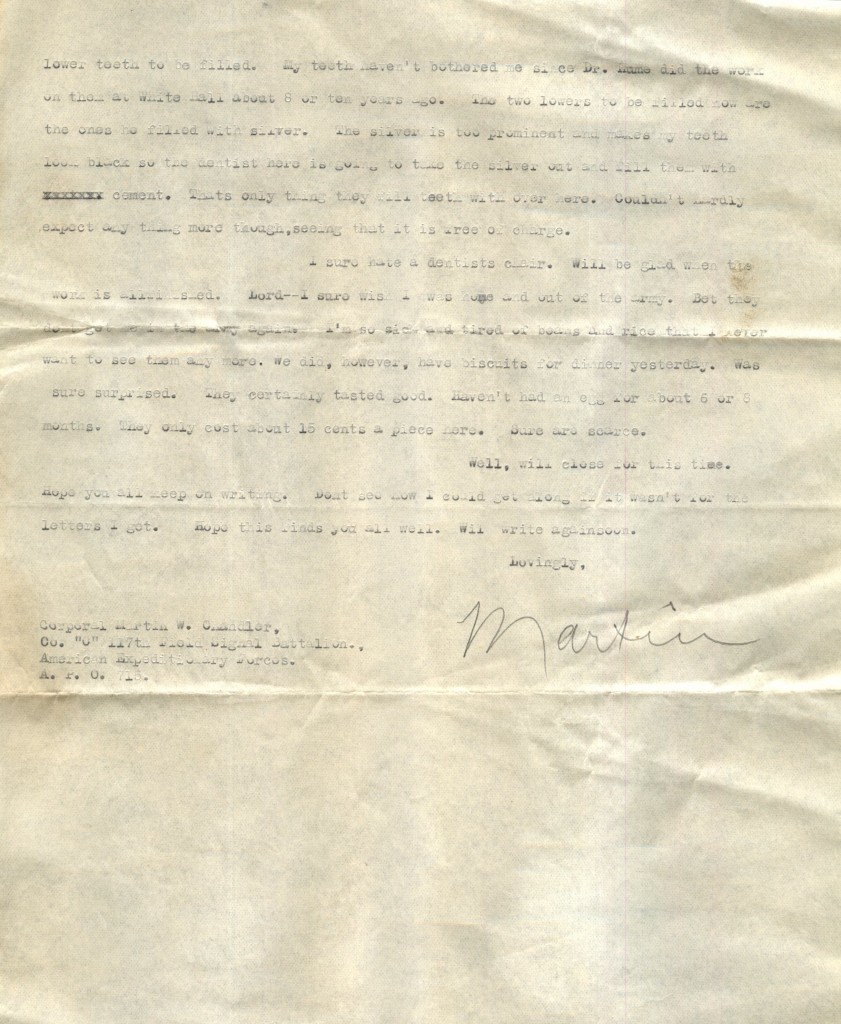 lower teeth to be filled. My teeth haven't bothered me since Dr. Hume did the work
on them at White Hall about 8 or ten years ago. The two lowers to be filled now are
the ones he filled with silver. The silver is too prominent and makes my teeth
look black so the dentist here is going to take the silver out and fill them with
xxxxxxx cement. Thats only thing they fill teeth with over here. Couldn't hardly
expect any thing more though,seeing that it is free of charge.
I sure hate a dentists chair. Will be glad when the
work is allfinished. Lord--I sure wish I was home and out of the army. Bet they
get me in the army again. I'm so sick and tired of beans and rice that I never
want to see them any more. We did, however, have biscuits for dinner yesterday. Was
sure surprised. They certainly tasted good. Haven't had an egg for about 6 or 8
months. They only cost about 15 cents a piece here. Sure are scarce.
Well, will close for this time.
Hope you all keep on writing. Dont see how I could get along if it wasn't for the
letters I get. Hope this finds you all well. Wil write againsoon.
Lovingly,
Martin
Corporal Martin W. Chandler,
Co. "C" 117th Field Signal Battalion.,
American Expeditionary Forces.
A. P. O. 715.